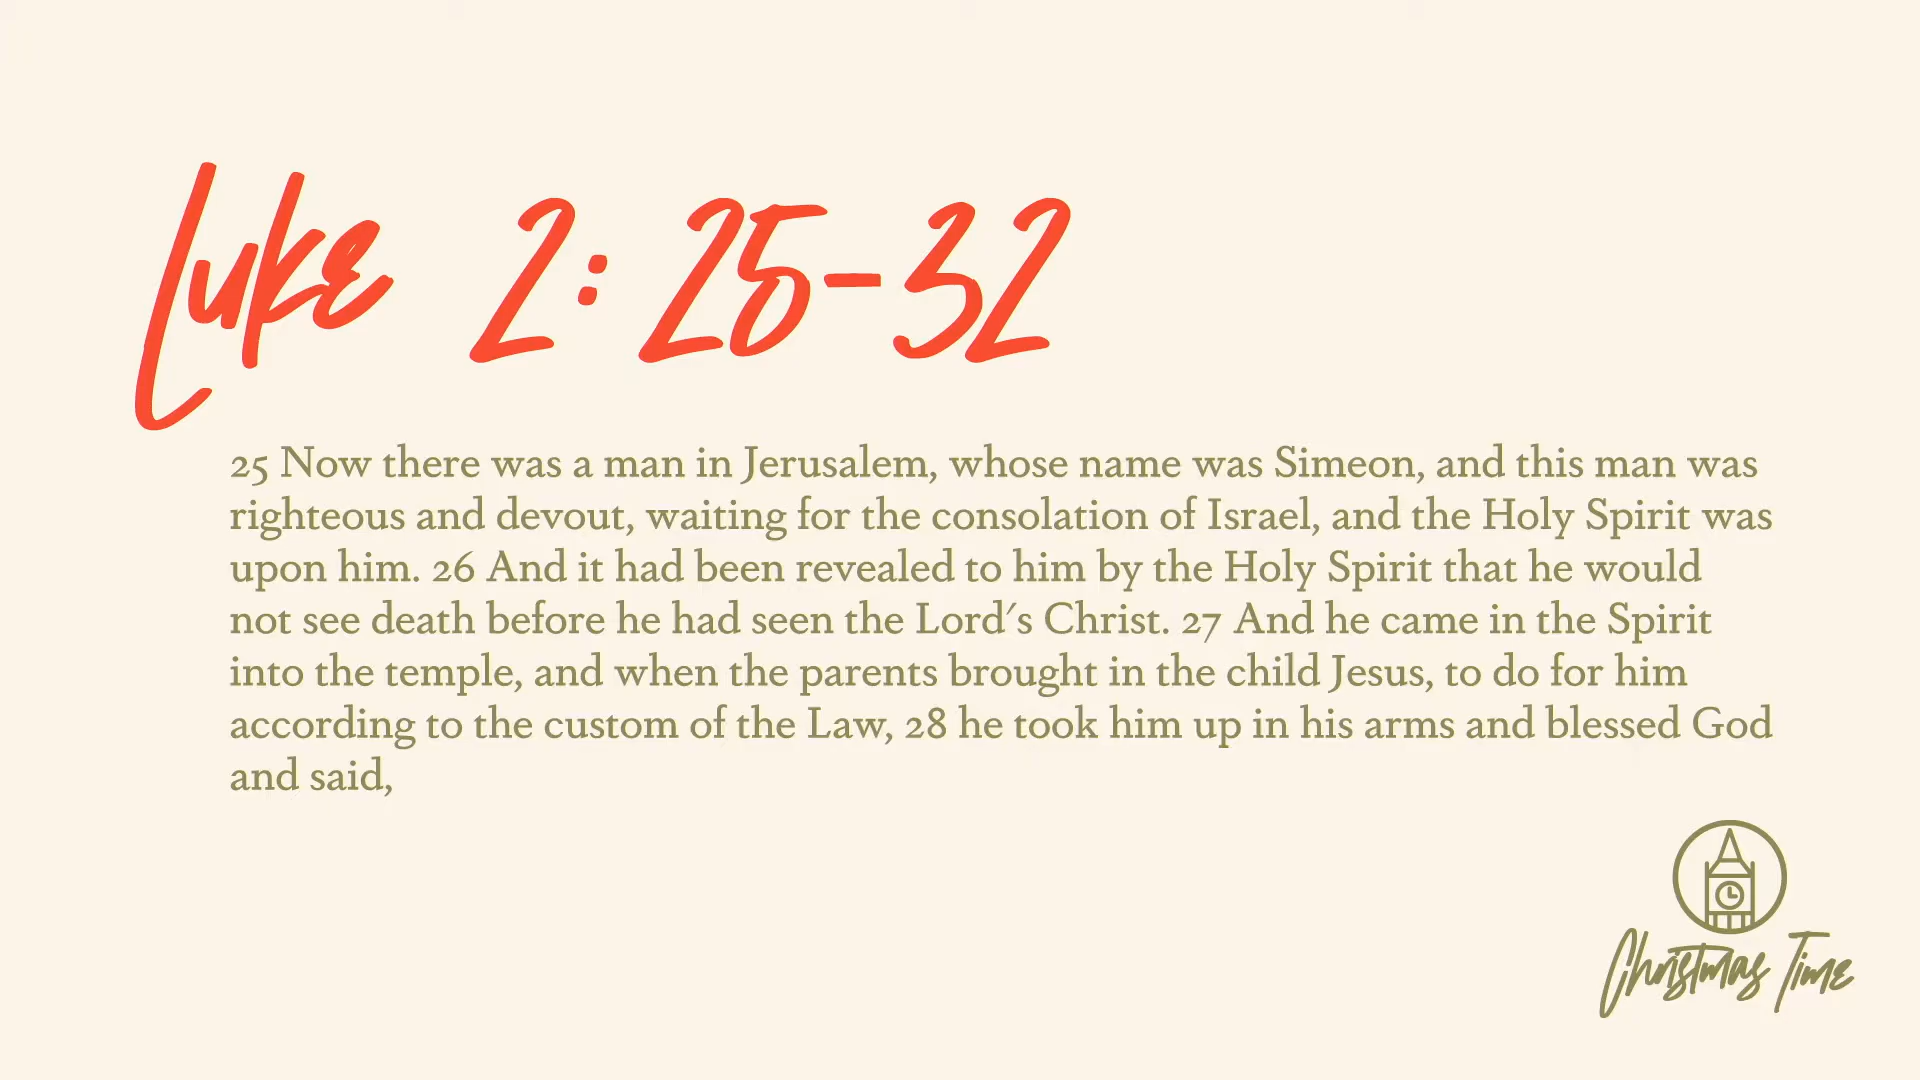 Luke 2: 25-32
25 Now there was a man in Jerusalem, whose name was Simeon, and this man was
righteous and devout, waiting for the consolation of Israel, and the Holy Spirit was
upon him. 26 And it had been revealed to him by the Holy Spirit that he would
not see death before he had seen the Lord's Christ. 27 And he came in the Spirit
into the temple, and when the parents brought in the child Jesus, to do for him
according to the custom of the Law, 28 he took him up in his arms and blessed God
and said,
Christmas Time